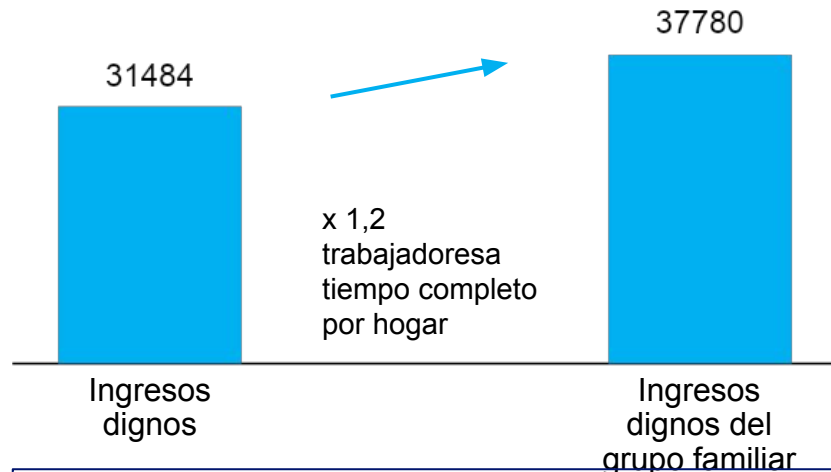 37780
31484
x 1,2
trabajadoresa
tiempo completo
por hogar
Ingresos
dignos
Ingresos
dignos del
grupo familiar